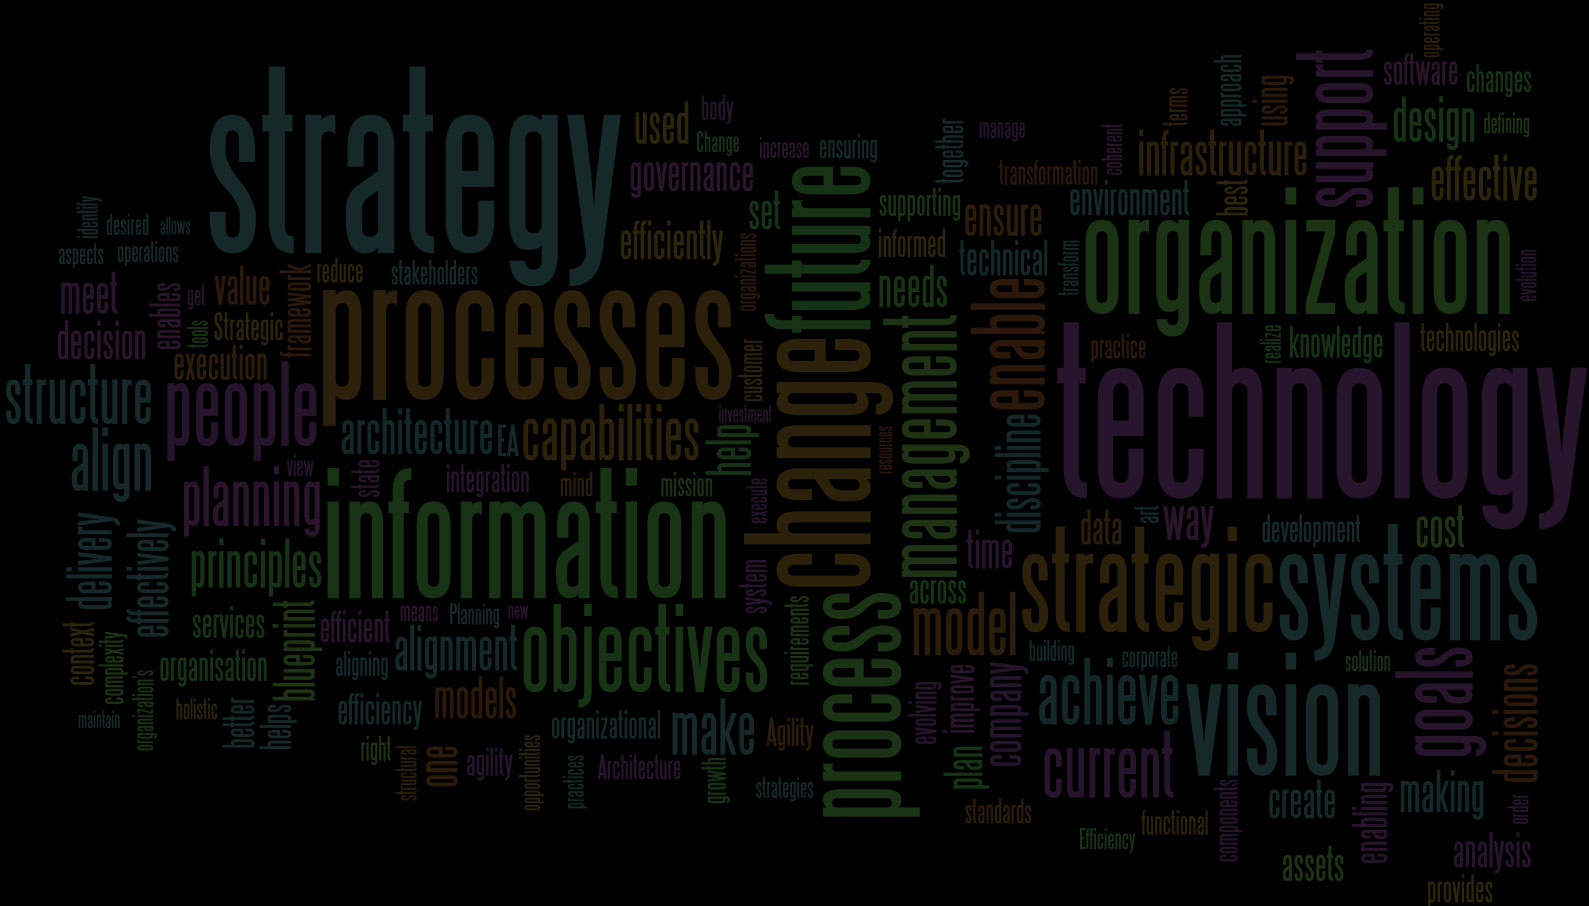 operating
strategy
used
body
Change
increase
ensuring
governance
together
manage
coherent
terms
approach
using
support
software
changes
design
defining
infrastructure
effective
transformation
environment
best
identify
desired
allows
aspects
operations
efficiently
set
future
supporting
ensure
informed
technical
transform
organization
evolution
organizations
meet
enables
get
value
framework
reduce
stakeholders
processes
needs
enable
decision
tools
Strategic
execution
customer
change
management
practice
realize
knowledge
technologies
technology
structure
people
align
architecture
EA
capabilities
investment
help
resources
discipline
view
state
integration
mind
mission
execute
planning
information
delivery
effectively
principles
system
time
data
art
way
development
cost
strategic
systems
across
model
context
complexity
services
blueprint
efficient
means
Planning
new
objectives
requirements
process
organisation
aligning
alignment
building
corporate
solution
goals
decisions
maintain
organization's
holistic
better
helps
efficiency
models
organizational
make
Agility
evolving
improve
company
achieve
vision
right
structural
one
agility
opportunities
practices
Architecture
growth
strategies
plan
current
standards
Efficiency
functional
components
create
enabling
making
order
assets
analysis
provides